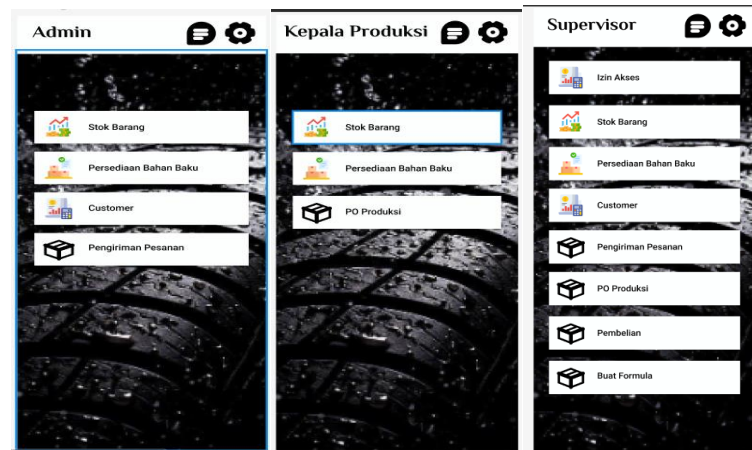 Admin
Stok Barang
Persediaan Bahan Baku
Customer
Pengiriman Pesanan
Kepala Produksi
Stok Barang
Persediaan Bahan Baku
PO Produksi
Supervisor
Izin Akses
Stok Barang
Persediaan Bahan Baku
Customer
Pengiriman Pesanan
PO Produksi
Pembelian
Buat Formula